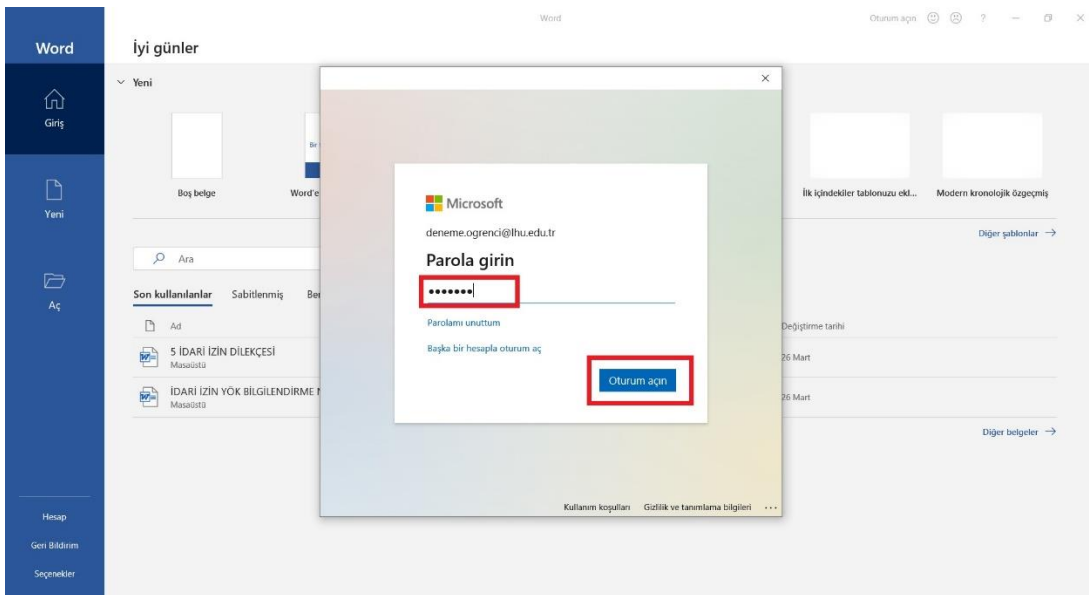 Word
Oturum açın
?
Word
İyi günler
Giriş
Yeni
Aç
Hesap
Geri Bildirim
Seçenekler
Yeni
Boş belge
Bir
Word'e
İlk içindekiler tablonuzu ekl...
Modern kronolojik özgeçmiş
Diğer şablonlar
Ara
Son kullanılanlar Sabitlenmiş Ben
Ad
Değiştirme tarihi
5 İDARİ İZİN DİLEKÇESİ
Masaüstü
26 Mart
İDARİ İZİN YÖK BİLGİLENDİRME
Masaüstü
26 Mart
Diğer belgeler
Microsoft
deneme.ogrenci@lhu.edu.tr
Parola girin
•••••••
Parolamı unuttum
Başka bir hesapla oturum aç
Oturum açın
Kullanım koşulları Gizlilik ve tanımlama bilgileri ...